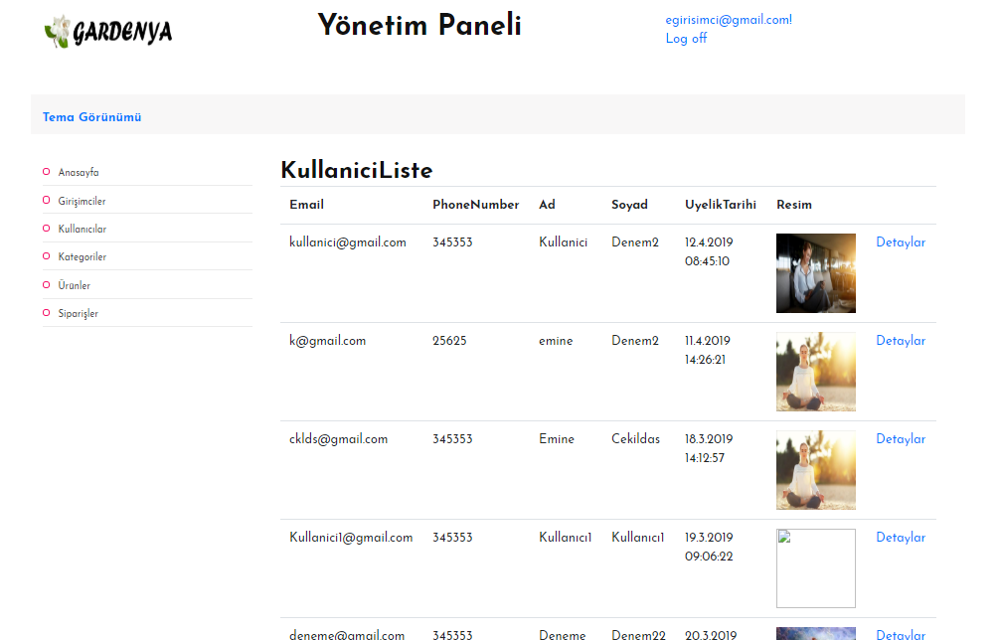 GARDENYA
Yönetim Paneli
egirisimci@gmail.com!
Log off
Tema Görünümü
Anasayfa
Girişimciler
Kullanıcılar
Kategoriler
Ürünler
Siparişler
KullaniciListe
Email PhoneNumber Ad Soyad UyelikTarihi Resim
kullanici@gmail.com 345353 Kullanici Denem2 12.4.2019 Detaylar
08:45:10
k@gmail.com 25625 emine Denem2 11.4.2019 Detaylar
14:26:21
cklds@gmail.com 345353 Emine Cekildas 18.3.2019 Detaylar
14:12:57
Kullanici1@gmail.com 345353 Kullanıcı1 Kullanıcı1 19.3.2019 Detaylar
09:06:22
deneme@gmail.com 345353 Deneme Denem22 20.3.2019 Detaylar